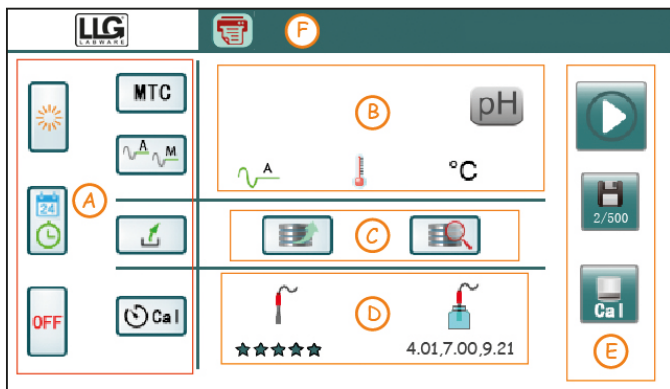 LLG
LABWARE
F
MTC
B
pH
A M
A
°C
24
A
C
2/500
OFF
Cal
D
Cal
4.01,7.00,9.21
E